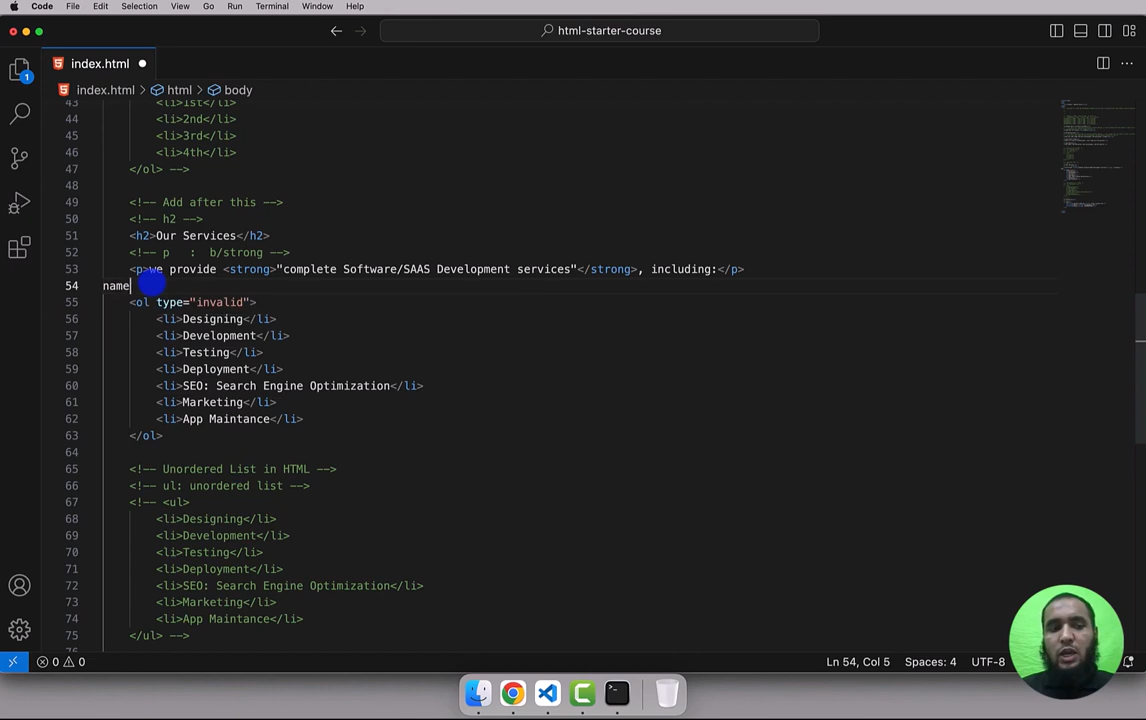 Code File Edit Selection View Go Run Terminal Window Help
html-starter-course
index.html
1
index.html > html > body
43 <li>1st</li>
44 <li>2nd</li>
45 <li>3rd</li>
46 <li>4th</li>
47 </ol> -->
48
49 <!-- Add after this -->
50 <!-- h2 -->
51 <h2>Our Services</h2>
52 <!-- p : b/strong -->
53 <p>we provide <strong>"complete Software/SAAS Development services"</strong>, including:</p>
54 name
55 <ol type="invalid">
56 <li>Designing</li>
57 <li>Development</li>
58 <li>Testing</li>
59 <li>Deployment</li>
60 <li>SEO: Search Engine Optimization</li>
61 <li>Marketing</li>
62 <li>App Maintance</li>
63 </ol>
64
65 <!-- Unordered List in HTML -->
66 <!-- ul: unordered list -->
67 <!-- <ul>
68 <li>Designing</li>
69 <li>Development</li>
70 <li>Testing</li>
71 <li>Deployment</li>
72 <li>SEO: Search Engine Optimization</li>
73 <li>Marketing</li>
74 <li>App Maintance</li>
75 </ul> -->
0 0 Ln 54, Col 5 Spaces: 4 UTF-8